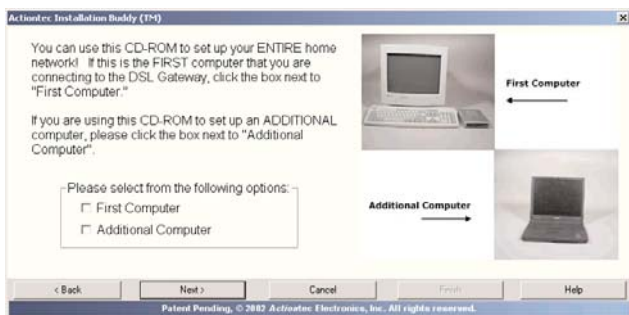 Actiontec Installation Buddy (TM)
You can use this CD-ROM to set up your ENTIRE home
network! If this is the FIRST computer that you are
connecting to the DSL Gateway, click the box next to
"First Computer."
If you are using this CD-ROM to set up an ADDITIONAL
computer, please click the box next to "Additional
Computer".
Please select from the following options:
First Computer
Additional Computer
First Computer
Additional Computer
< Back
Next >
Cancel
Finish
Help
Patent Pending, © 2002 Actiontec Electronics, Inc. All rights reserved.